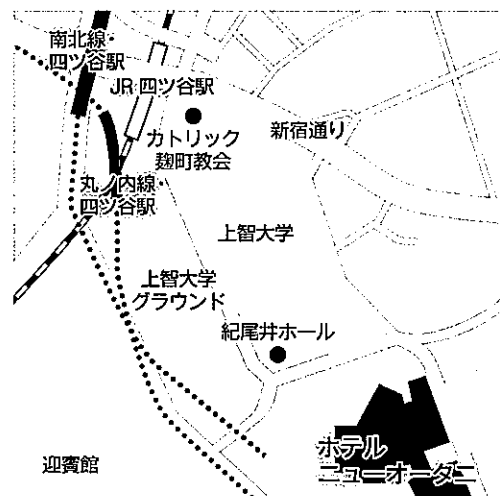 南北線・
四ツ谷駅
JR四ツ谷駅
カトリック
麹町教会
新宿通り
丸ノ内線・
四ツ谷駅
上智大学
上智大学
グラウンド
紀尾井ホール
迎賓館
ホテル
ニューオータニ